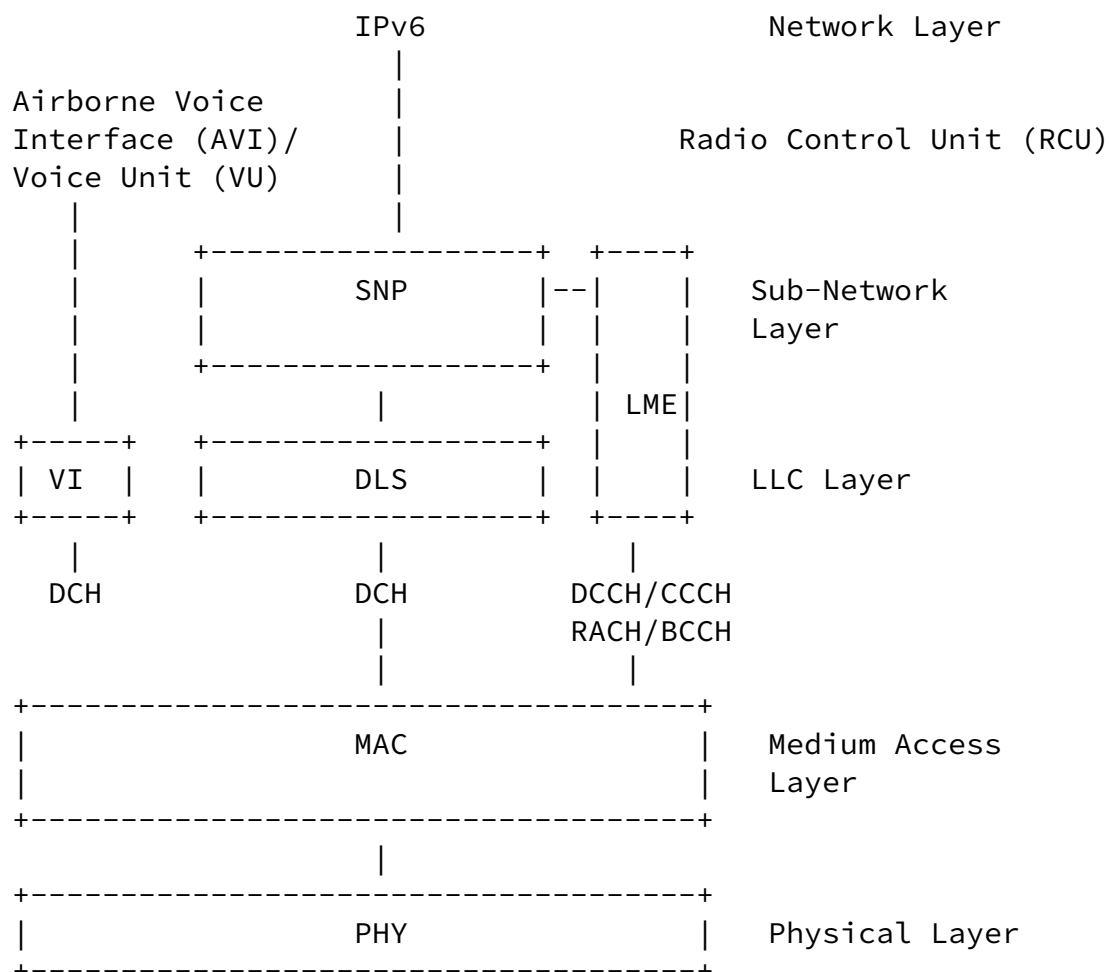 IPv6 Network Layer
Airborne Voice
Interface (AVI)/ Radio Control Unit (RCU)
Voice Unit (VU)
SNP Sub-Network
Layer
LME
VI DLS LLC Layer
DCH DCH DCCH/CCCH
RACH/BCCH
MAC Medium Access
Layer
PHY Physical Layer